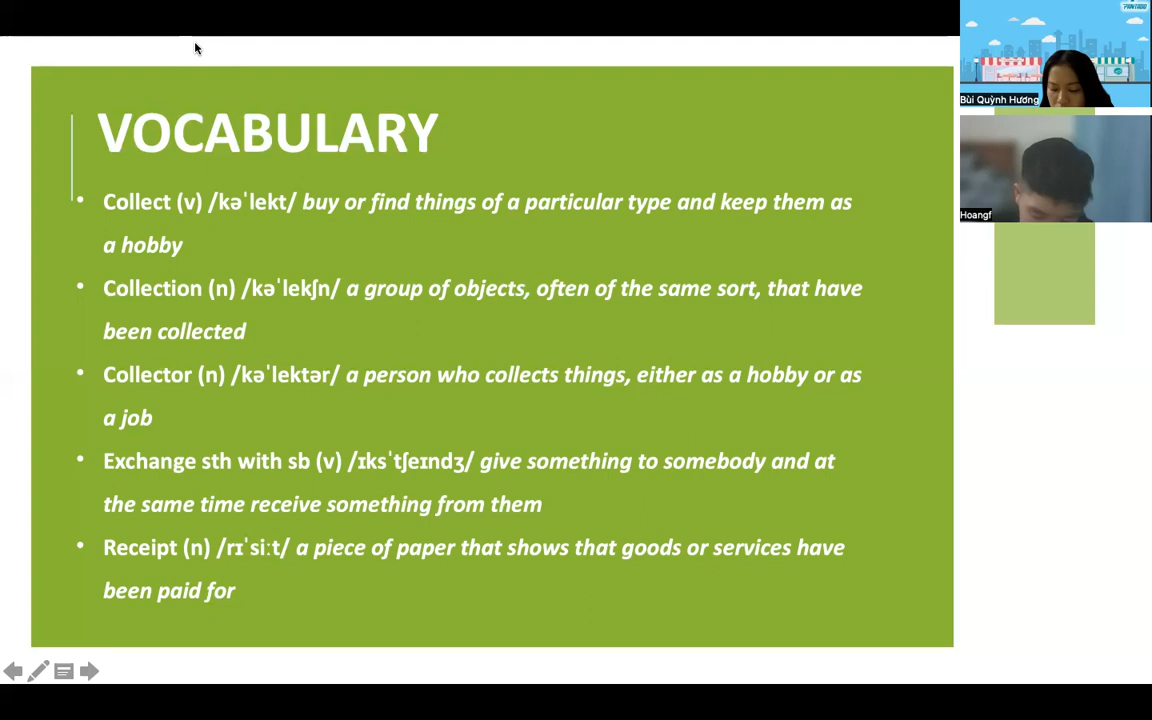 PANTADO
VOCABULARY
• Collect (v) /kəˈlekt/ buy or find things of a particular type and keep them as
a hobby
• Collection (n) /kəˈlekʃn/ a group of objects, often of the same sort, that have
been collected
• Collector (n) /kəˈlektər/ a person who collects things, either as a hobby or as
a job
• Exchange sth with sb (v) /ɪksˈtʃeɪndʒ/ give something to somebody and at
the same time receive something from them
• Receipt (n) /rɪˈsiːt/ a piece of paper that shows that goods or services have
been paid for
Bùi Quỳnh Hương
Hoangf